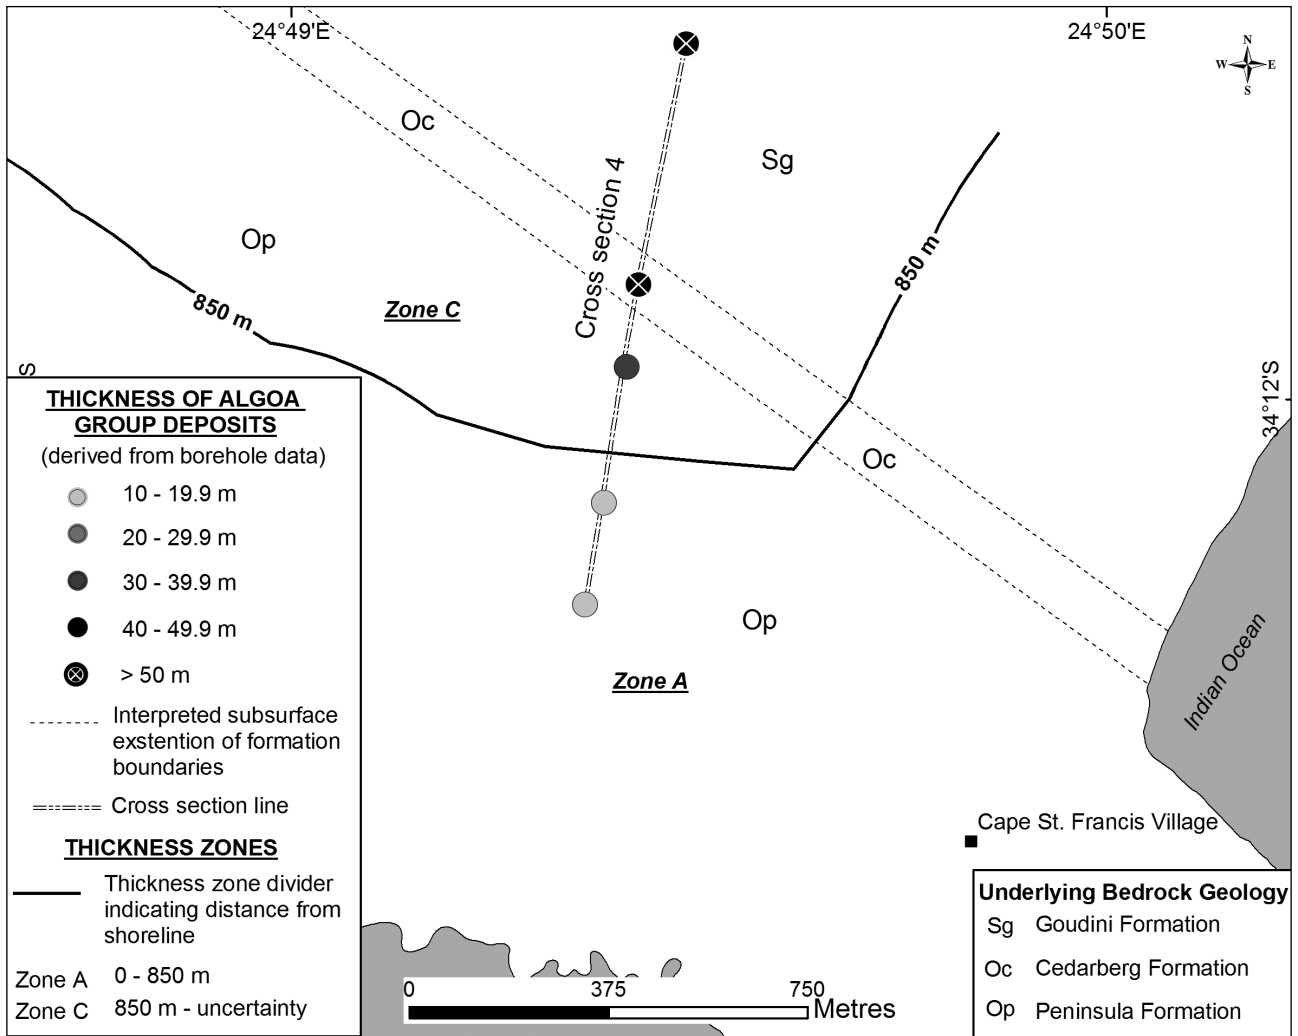 24°49'E
24°50'E
N
W E
S
Oc
Sg
Cross section 4
Op
850 m
850 m
Zone C
S
34°12'S
THICKNESS OF ALGOA
GROUP DEPOSITS
(derived from borehole data)
10 - 19.9 m
20 - 29.9 m
30 - 39.9 m
40 - 49.9 m
> 50 m
Interpreted subsurface
exstention of formation
boundaries
Cross section line
THICKNESS ZONES
Thickness zone divider
indicating distance from
shoreline
Zone A 0 - 850 m
Zone C 850 m - uncertainty
Oc
Op
Zone A
Indian Ocean
Cape St. Francis Village
Underlying Bedrock Geology
Sg Goudini Formation
Oc Cedarberg Formation
Op Peninsula Formation
0 375 750
Metres